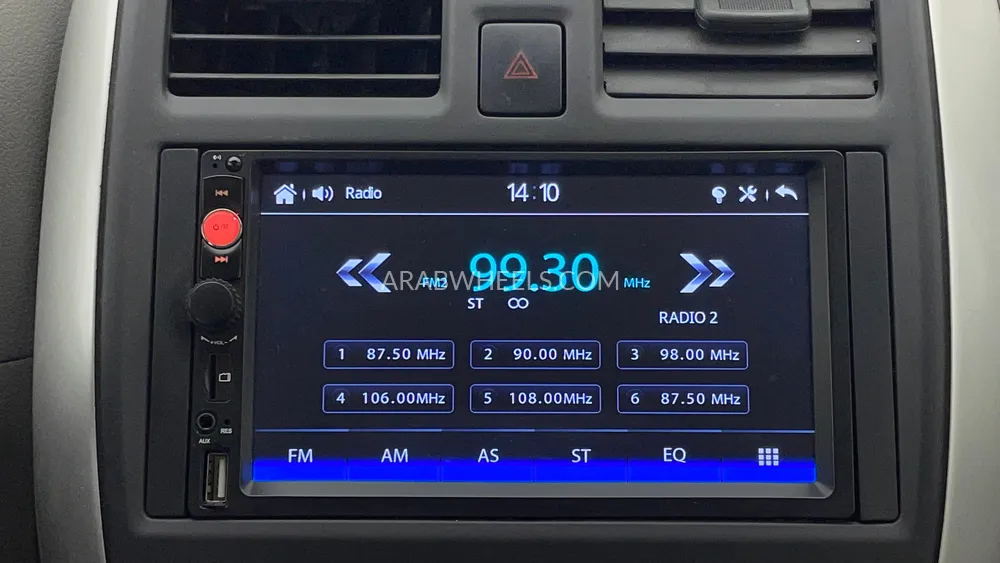 Radio 14:10
99.30
FM2 MHz
ARABWHEELS.COM
ST
RADIO 2
1 87.50 MHz 2 90.00 MHz 3 98.00 MHz
4 106.00MHz 5 108.00MHz 6 87.50 MHz
FM AM AS ST EQ
-VOL+
RES
AUX